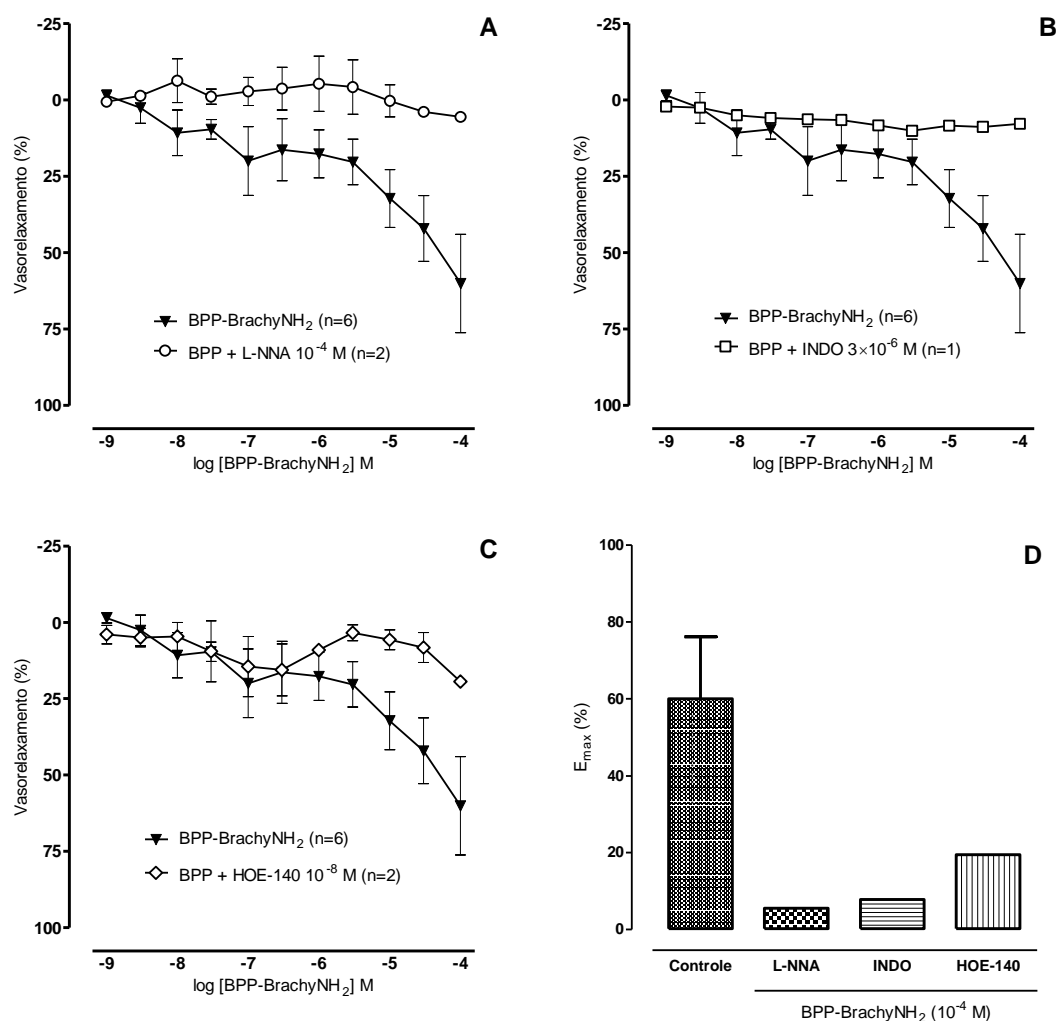 A
-25
0
25
50
75
100
Vasorelaxamento (%)
BPP-BrachyNH₂ (n=6)
BPP + L-NNA 10⁻⁴ M (n=2)
-9 -8 -7 -6 -5 -4
log [BPP-BrachyNH₂] M
B
-25
0
25
50
75
100
Vasorelaxamento (%)
BPP-BrachyNH₂ (n=6)
BPP + INDO 3×10⁻⁶ M (n=1)
-9 -8 -7 -6 -5 -4
log [BPP-BrachyNH₂] M
C
-25
0
25
50
75
100
Vasorelaxamento (%)
BPP-BrachyNH₂ (n=6)
BPP + HOE-140 10⁻⁸ M (n=2)
-9 -8 -7 -6 -5 -4
log [BPP-BrachyNH₂] M
D
100
80
60
40
20
0
Eₘₐₓ (%)
Controle L-NNA INDO HOE-140
BPP-BrachyNH₂ (10⁻⁴ M)